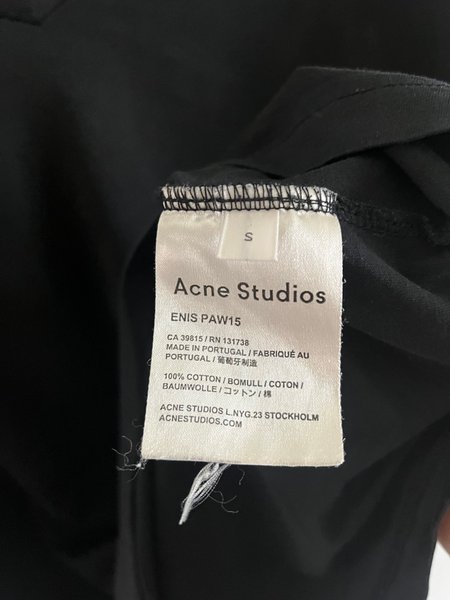 S
Acne Studios
ENIS PAW15
CA 39815 / RN 131738
MADE IN PORTUGAL / FABRIQUÉ AU
PORTUGAL / 葡萄牙制造
100% COTTON / BOMULL / COTON /
BAUMWOLLE / コットン / 棉
ACNE STUDIOS L.NYG.23 STOCKHOLM
ACNESTUDIOS.COM